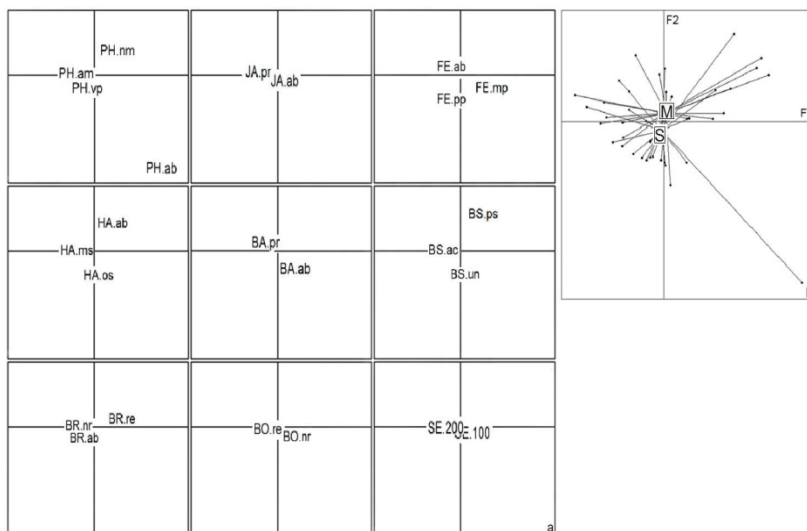 PH.nm
PH.am
PH.vp
PH.ab
JA.pr
JA.ab
FE.ab
FE.mp
FE.pp
F2
F
M
S
HA.ab
HA.ms
HA.os
BA.pr
BA.ab
BS.ps
BS.ac
BS.un
BR.re
BR.nr
BR.ab
BO.re
BO.nr
SE.200
SE.100
a